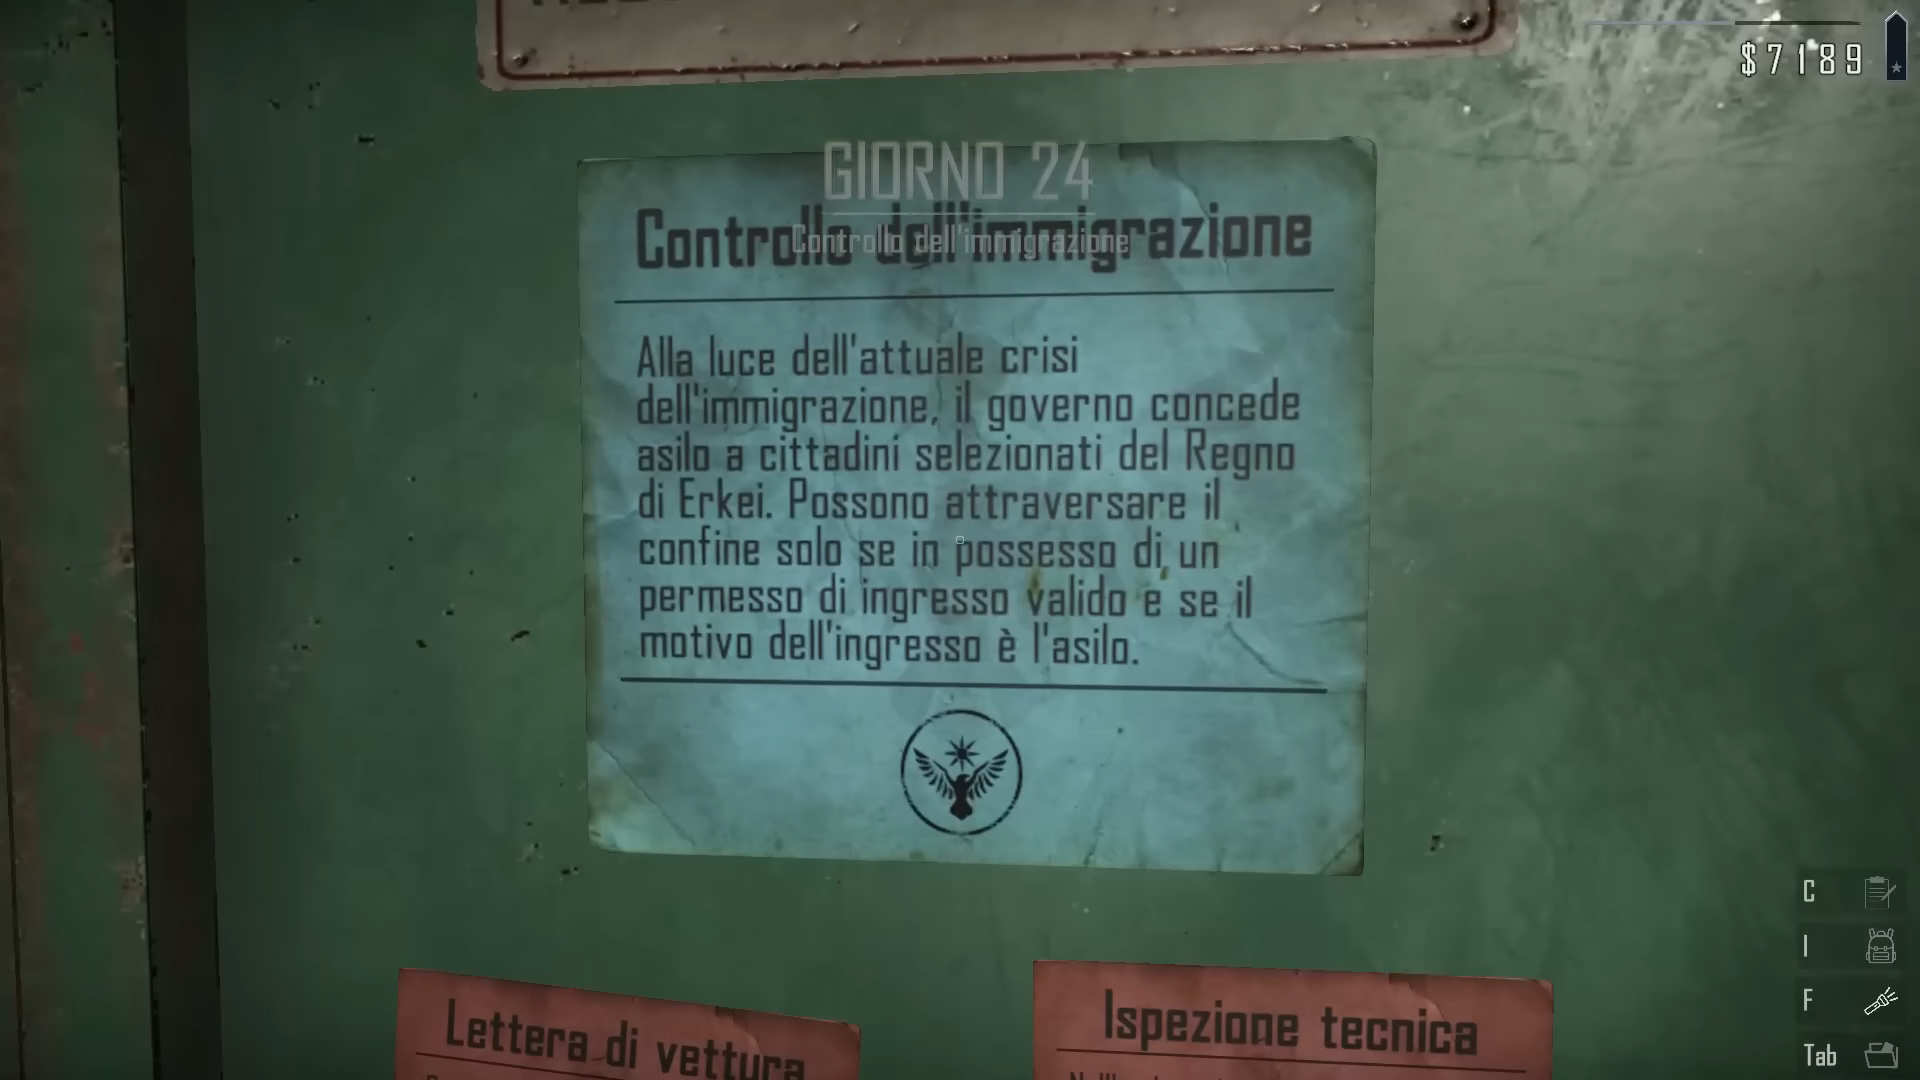 $7189
GIORNO 24
Controllo dell'immigrazione
Controllo dell'immigrazione
Alla luce dell'attuale crisi
dell'immigrazione, il governo concede
asilo a cittadini selezionati del Regno
di Erkei. Possono attraversare il
confine solo se in possesso di un
permesso di ingresso valido e se il
motivo dell'ingresso è l'asilo.
Lettera di vettura
Ispezione tecnica
C
I
F
Tab